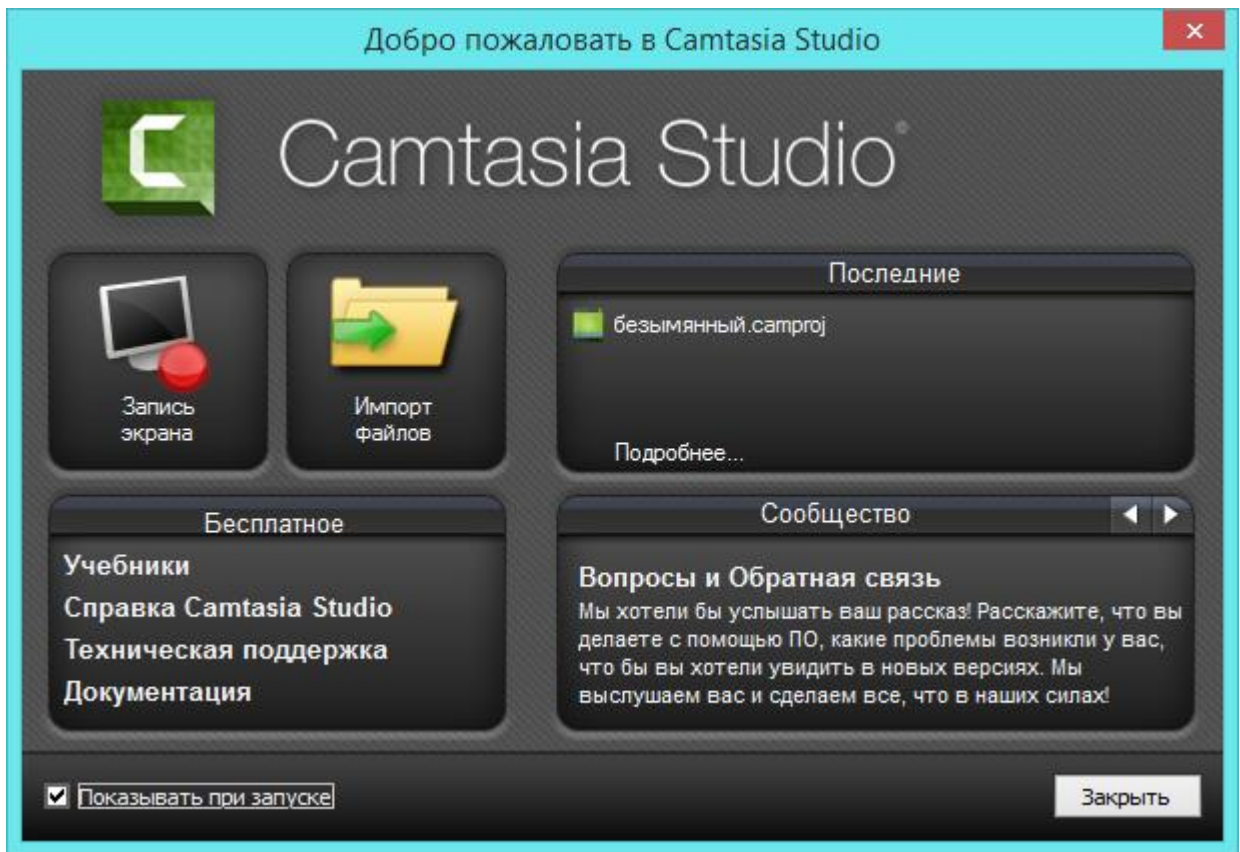 Добро пожаловать в Camtasia Studio
Camtasia Studio®
Запись
экрана
Импорт
файлов
Последние
безымянный.camproj
Подробнее...
Бесплатное
Учебники
Справка Camtasia Studio
Техническая поддержка
Документация
Сообщество
Вопросы и Обратная связь
Мы хотели бы услышать ваш рассказ! Расскажите, что вы
делаете с помощью ПО, какие проблемы возникли у вас,
что бы вы хотели увидить в новых версиях. Мы
выслушаем вас и сделаем все, что в наших силах!
Показывать при запуске
Закрыть